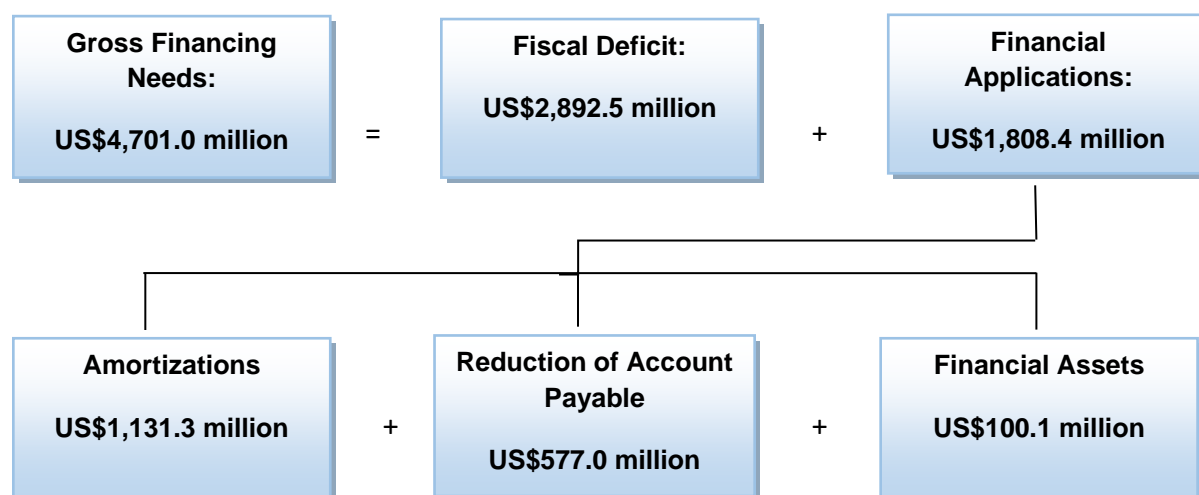 Gross Financing
Needs:
US$4,701.0 million
=
Fiscal Deficit:
US$2,892.5 million
+
Financial
Applications:
US$1,808.4 million
Amortizations
US$1,131.3 million
+
Reduction of Account
Payable
US$577.0 million
+
Financial Assets
US$100.1 million